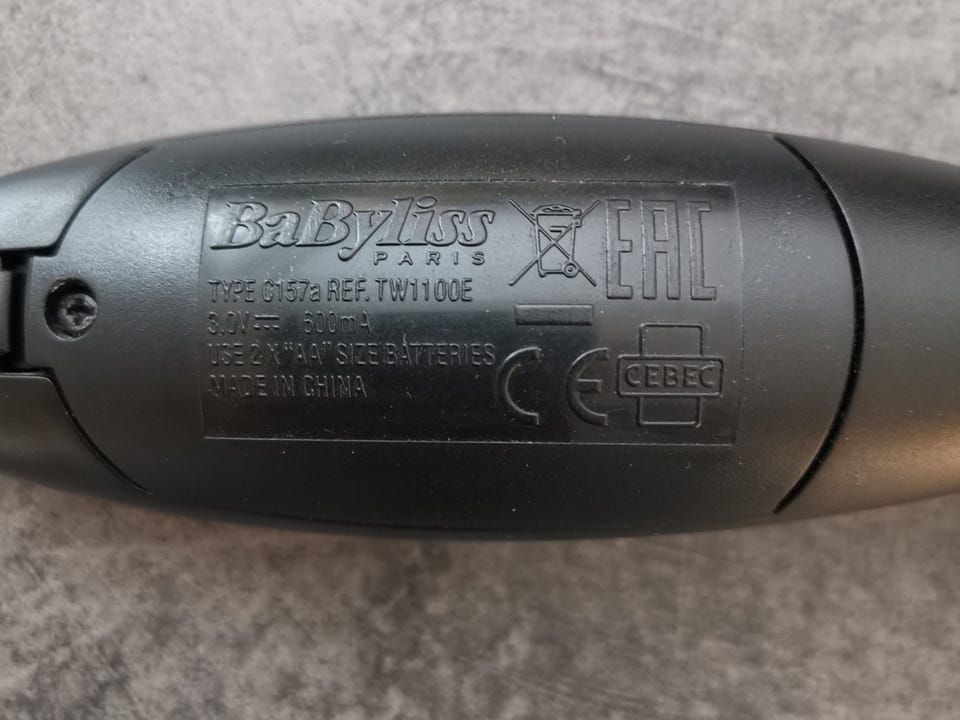 BaByliss
PARIS
TYPE C157a REF. TW1100E
3.0V⎓ 600mA
USE 2 X "AA" SIZE BATTERIES
MADE IN CHINA
EAC
CE
CEBEC